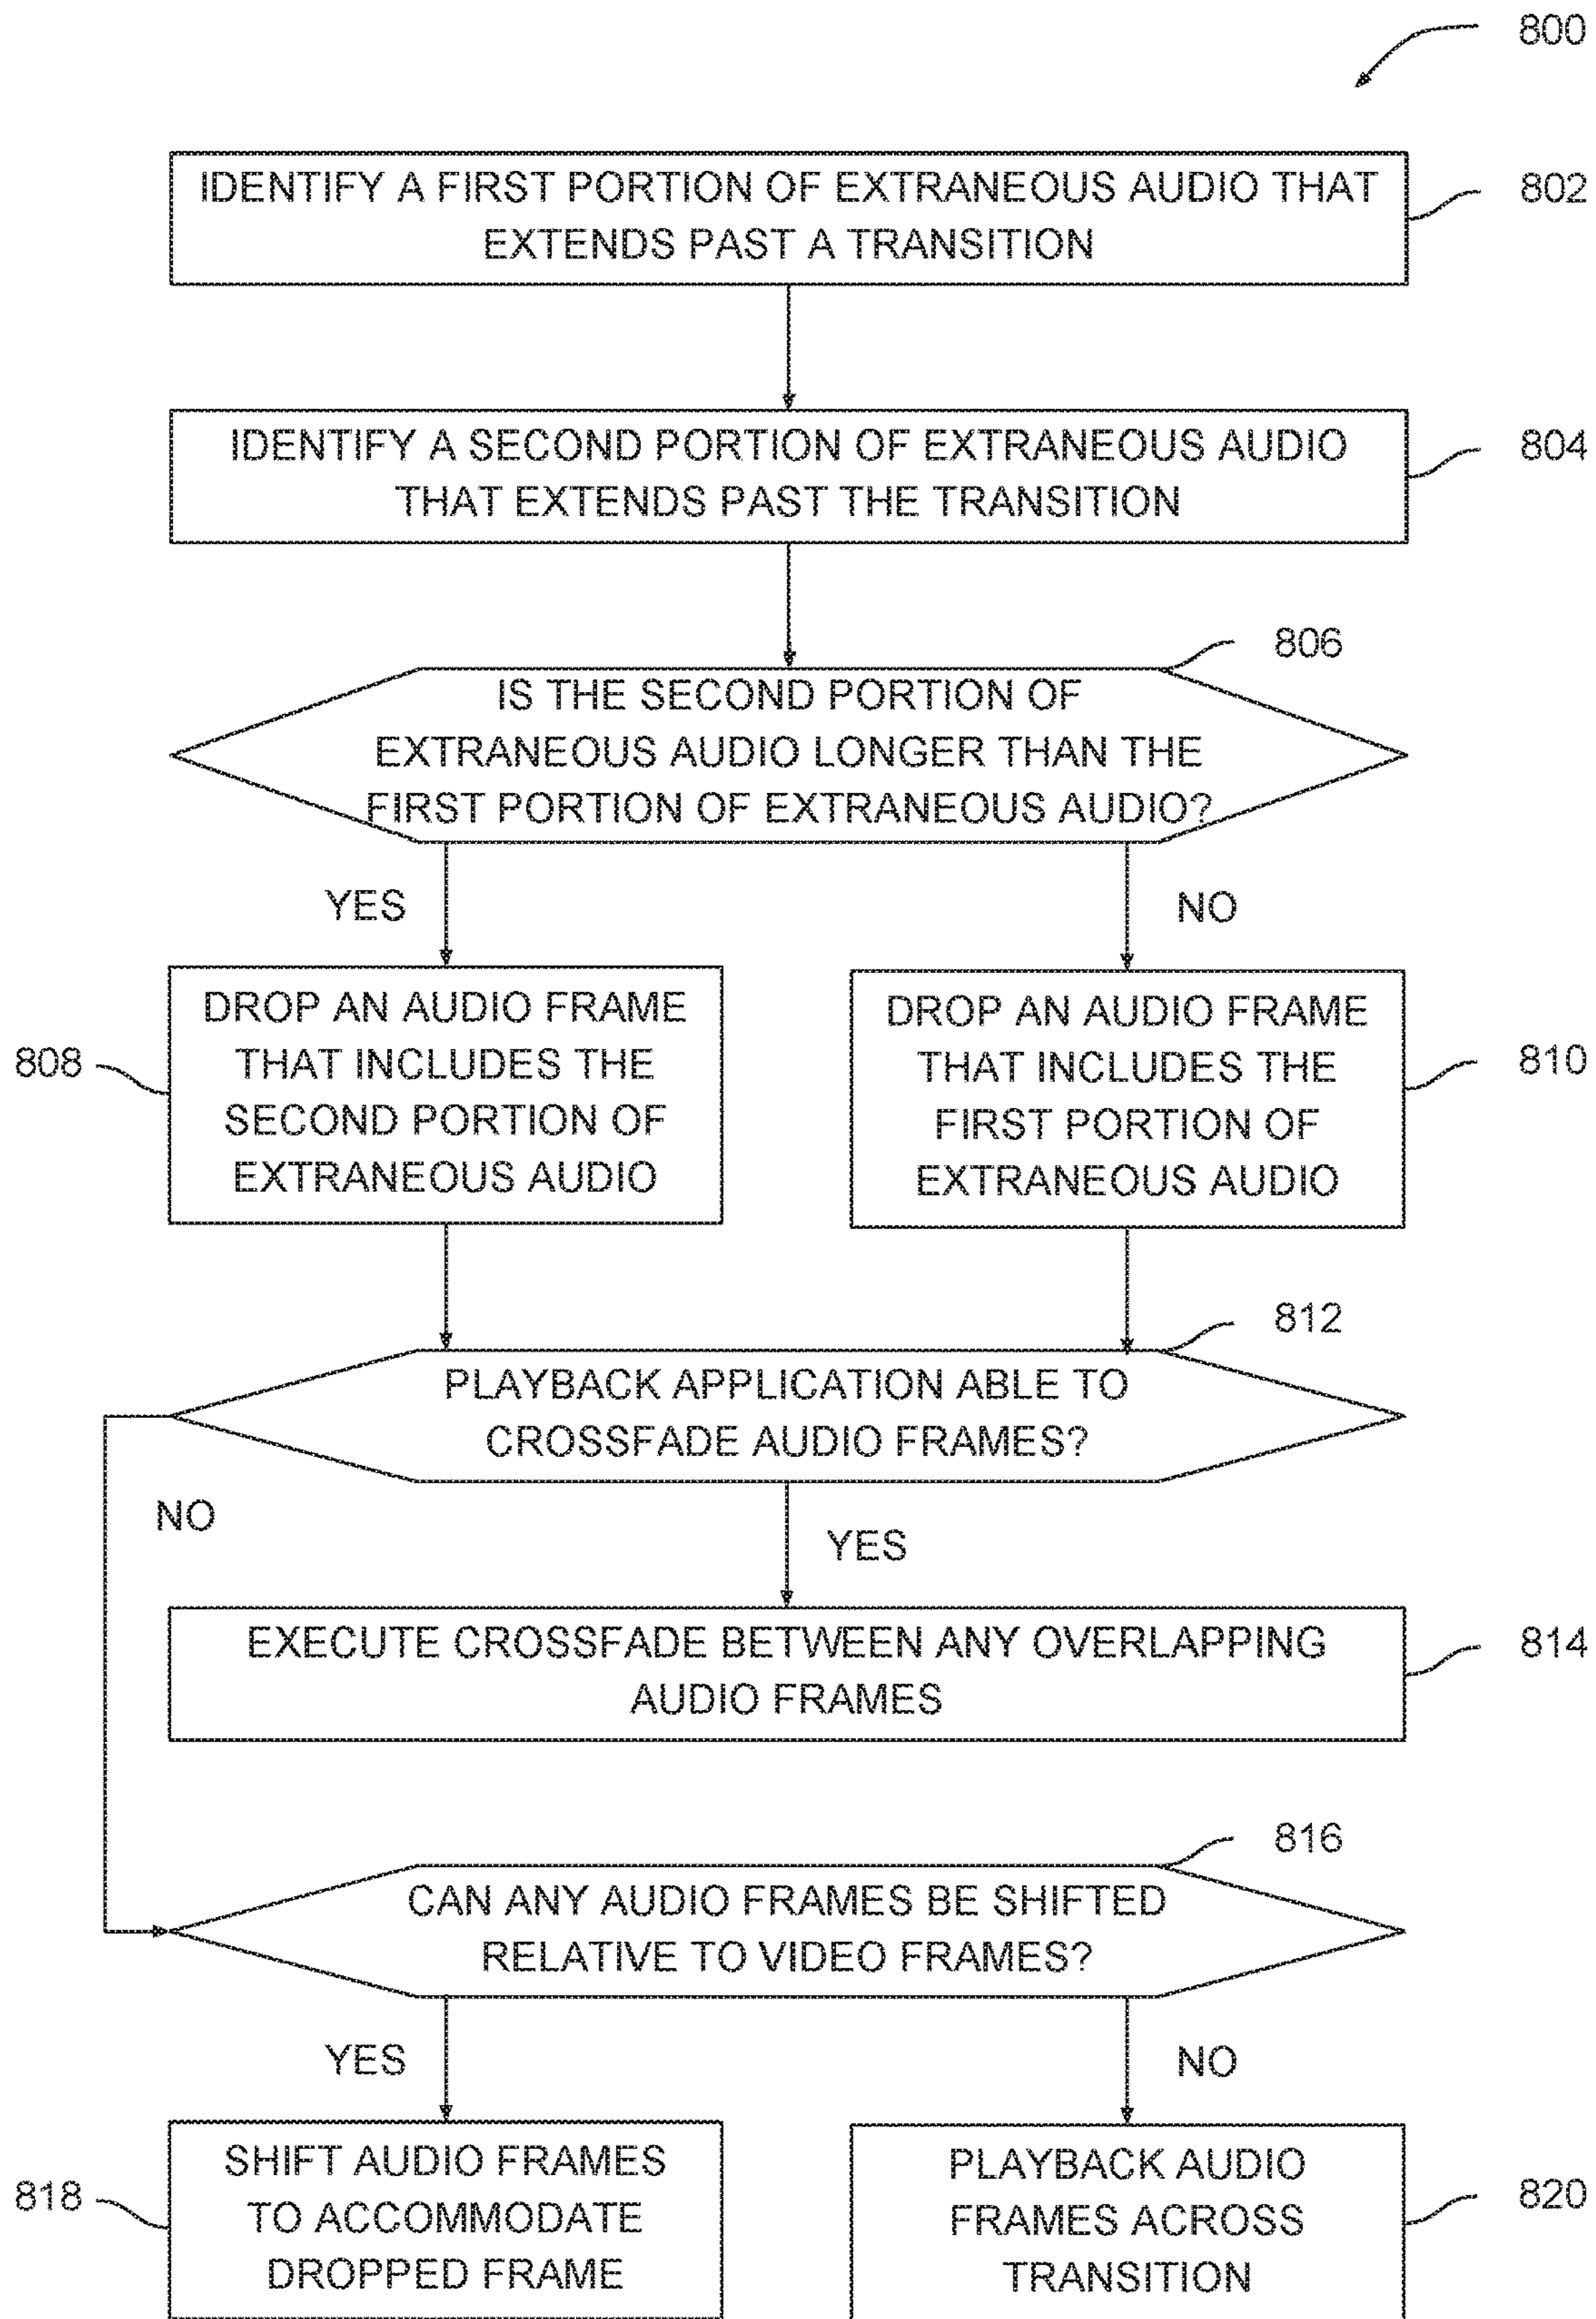 800
IDENTIFY A FIRST PORTION OF EXTRANEOUS AUDIO THAT
EXTENDS PAST A TRANSITION
802
IDENTIFY A SECOND PORTION OF EXTRANEOUS AUDIO
THAT EXTENDS PAST THE TRANSITION
804
806
IS THE SECOND PORTION OF
EXTRANEOUS AUDIO LONGER THAN THE
FIRST PORTION OF EXTRANEOUS AUDIO?
YES
NO
808
DROP AN AUDIO FRAME
THAT INCLUDES THE
SECOND PORTION OF
EXTRANEOUS AUDIO
DROP AN AUDIO FRAME
THAT INCLUDES THE
FIRST PORTION OF
EXTRANEOUS AUDIO
810
812
PLAYBACK APPLICATION ABLE TO
CROSSFADE AUDIO FRAMES?
NO
YES
EXECUTE CROSSFADE BETWEEN ANY OVERLAPPING
AUDIO FRAMES
814
816
CAN ANY AUDIO FRAMES BE SHIFTED
RELATIVE TO VIDEO FRAMES?
YES
NO
818
SHIFT AUDIO FRAMES
TO ACCOMMODATE
DROPPED FRAME
PLAYBACK AUDIO
FRAMES ACROSS
TRANSITION
820